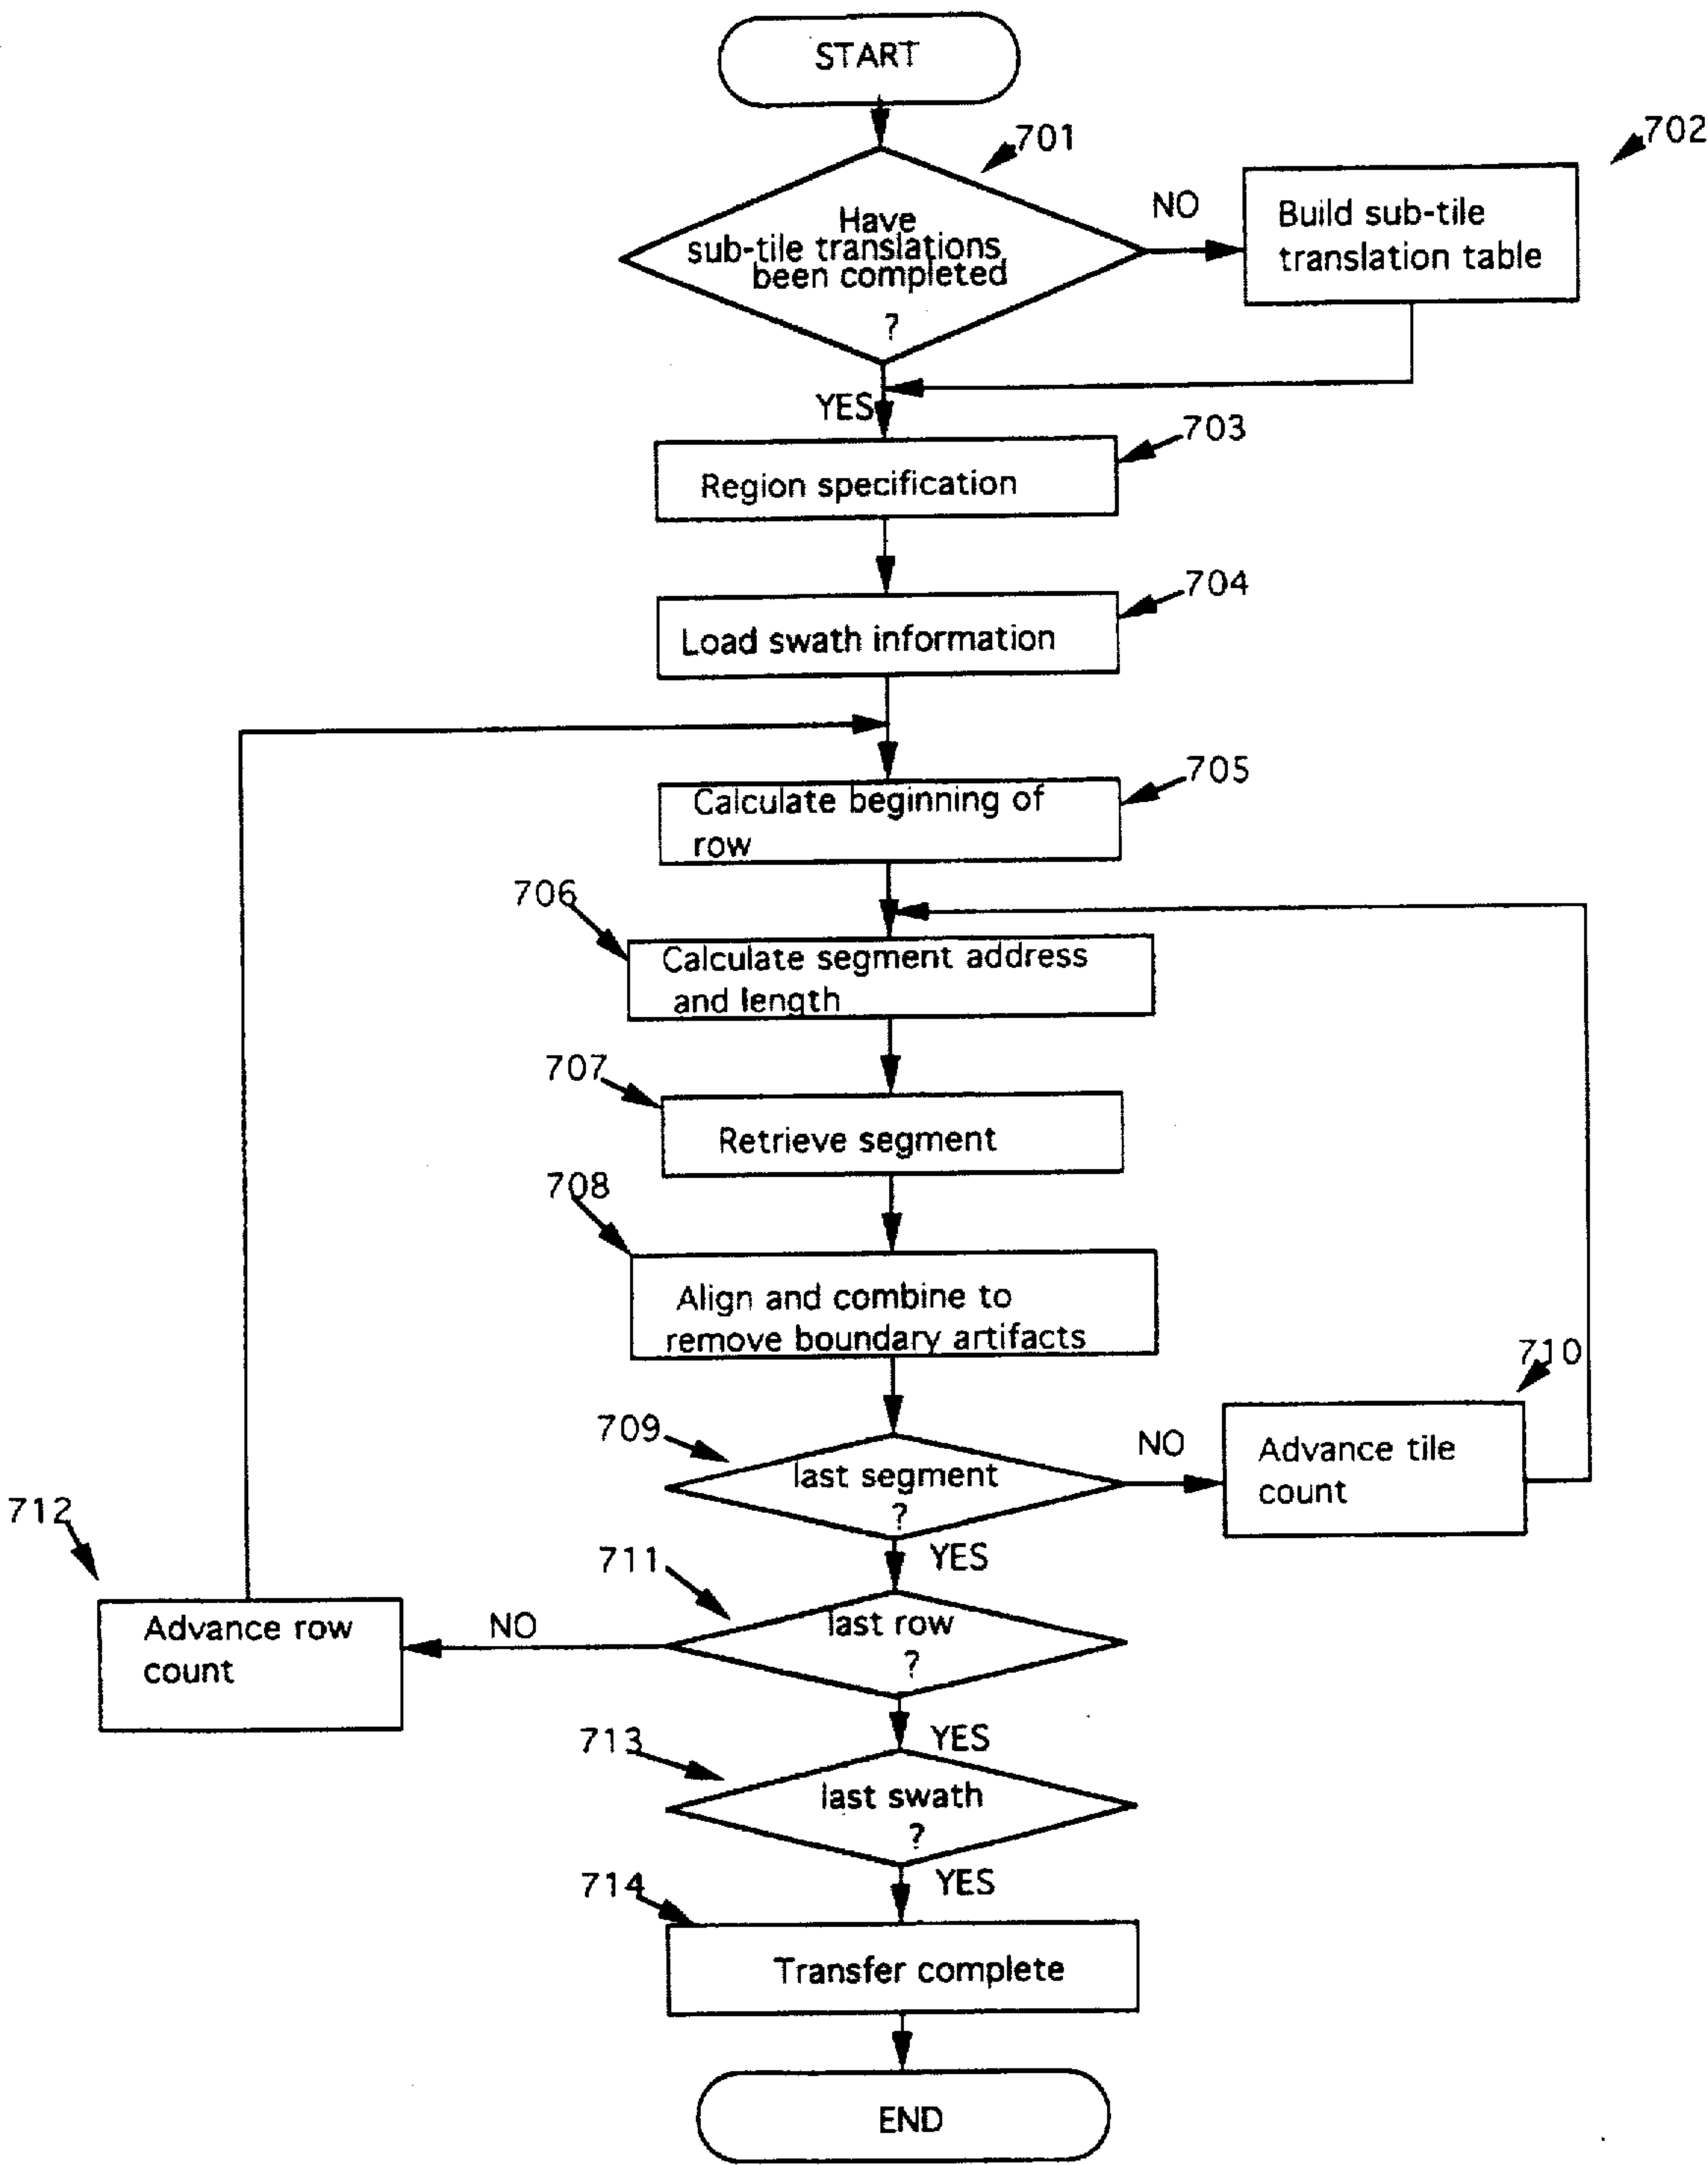 START
701
702
Have
sub-tile translations
been completed
?
NO
Build sub-tile
translation table
YES
703
Region specification
704
Load swath information
705
Calculate beginning of
row
706
Calculate segment address
and length
707
Retrieve segment
708
Align and combine to
remove boundary artifacts
709
last segment
?
NO
710
Advance tile
count
YES
711
last row
?
NO
712
Advance row
count
YES
713
last swath
?
YES
714
Transfer complete
END